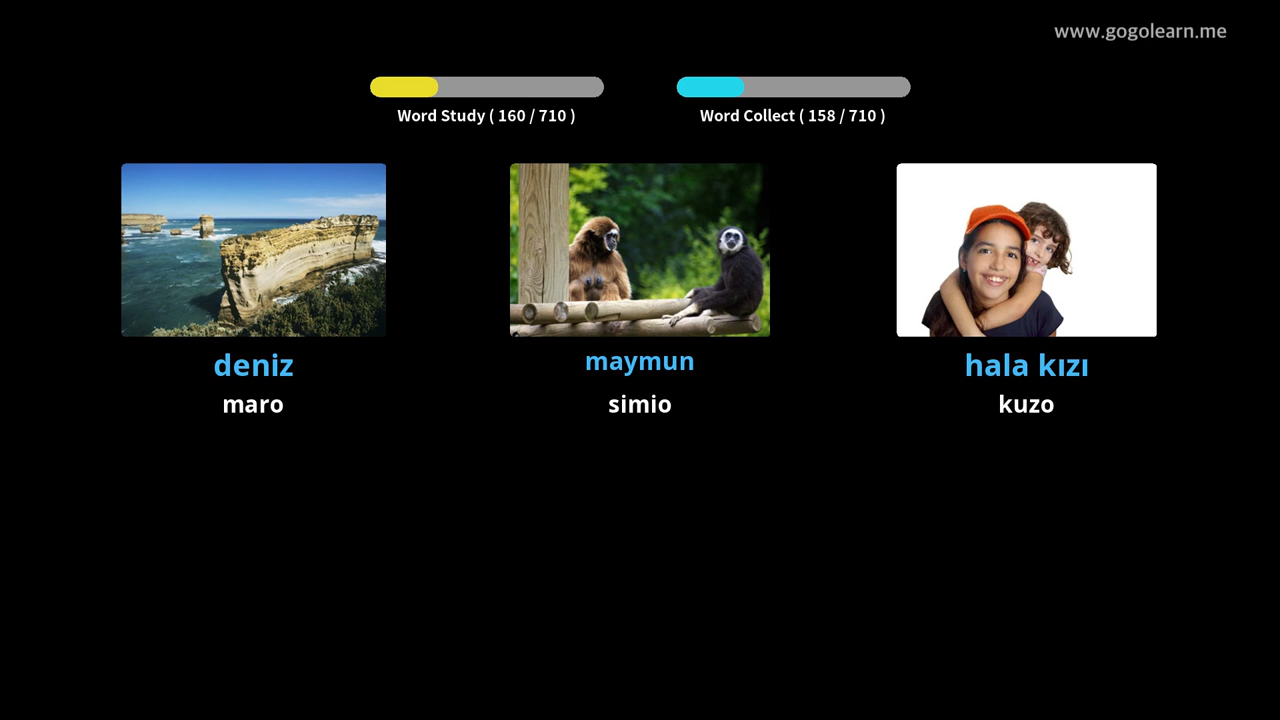 www.gogolearn.me
Word Study ( 160 / 710 )
Word Collect ( 158 / 710 )
deniz
maro
maymun
simio
hala kızı
kuzo